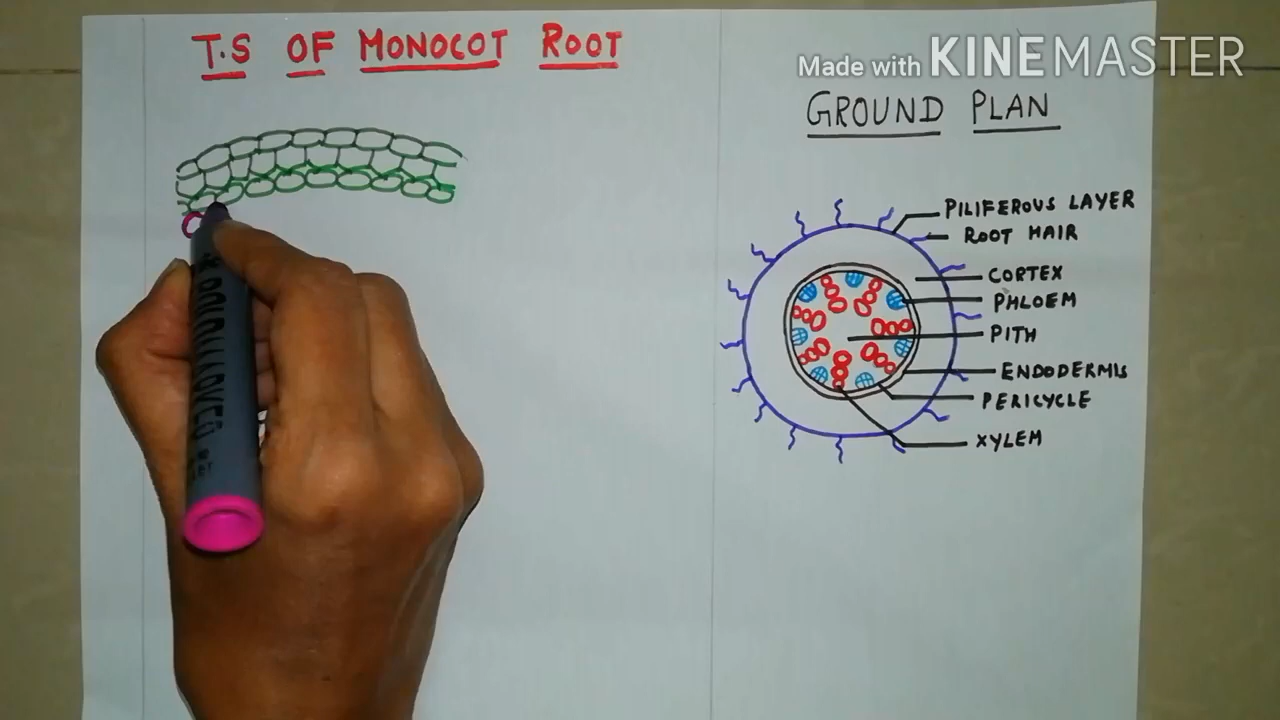 T.S OF MONOCOT ROOT
Made with KINEMASTER
GROUND PLAN
PILIFEROUS LAYER
ROOT HAIR
CORTEX
PHLOEM
PITH
ENDODERMIS
PERICYCLE
XYLEM